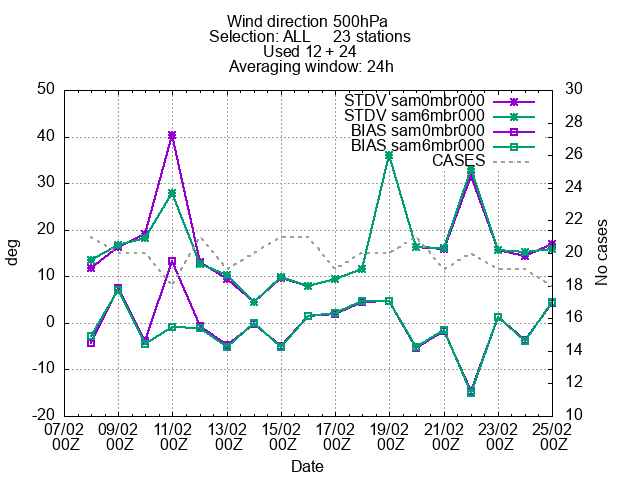 Wind direction 500hPa
Selection: ALL 23 stations
Used 12 + 24
Averaging window: 24h
STDV sam0mbr000
STDV sam6mbr000
BIAS sam0mbr000
BIAS sam6mbr000
CASES
50
40
30
20
10
0
-10
-20
deg
30
28
26
24
22
20
18
16
14
12
10
No cases
07/02 09/02 11/02 13/02 15/02 17/02 19/02 21/02 23/02 25/02
00Z 00Z 00Z 00Z 00Z 00Z 00Z 00Z 00Z 00Z
Date